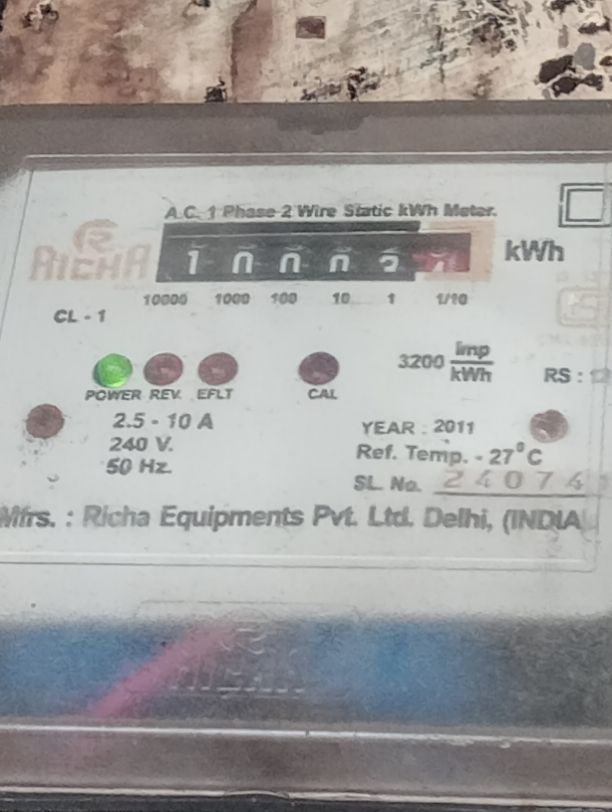 A.C. 1 Phase 2 Wire Static kWh Meter.
RICHA
kWh
10000 1000 100 10 1 1/10
CL - 1
3200 imp/kWh
RS :
POWER REV. EFLT CAL
2.5 - 10 A
240 V.
50 Hz.
YEAR : 2011
Ref. Temp. - 27°C
SL. No. 24074
Mfrs. : Richa Equipments Pvt. Ltd. Delhi, (INDIA